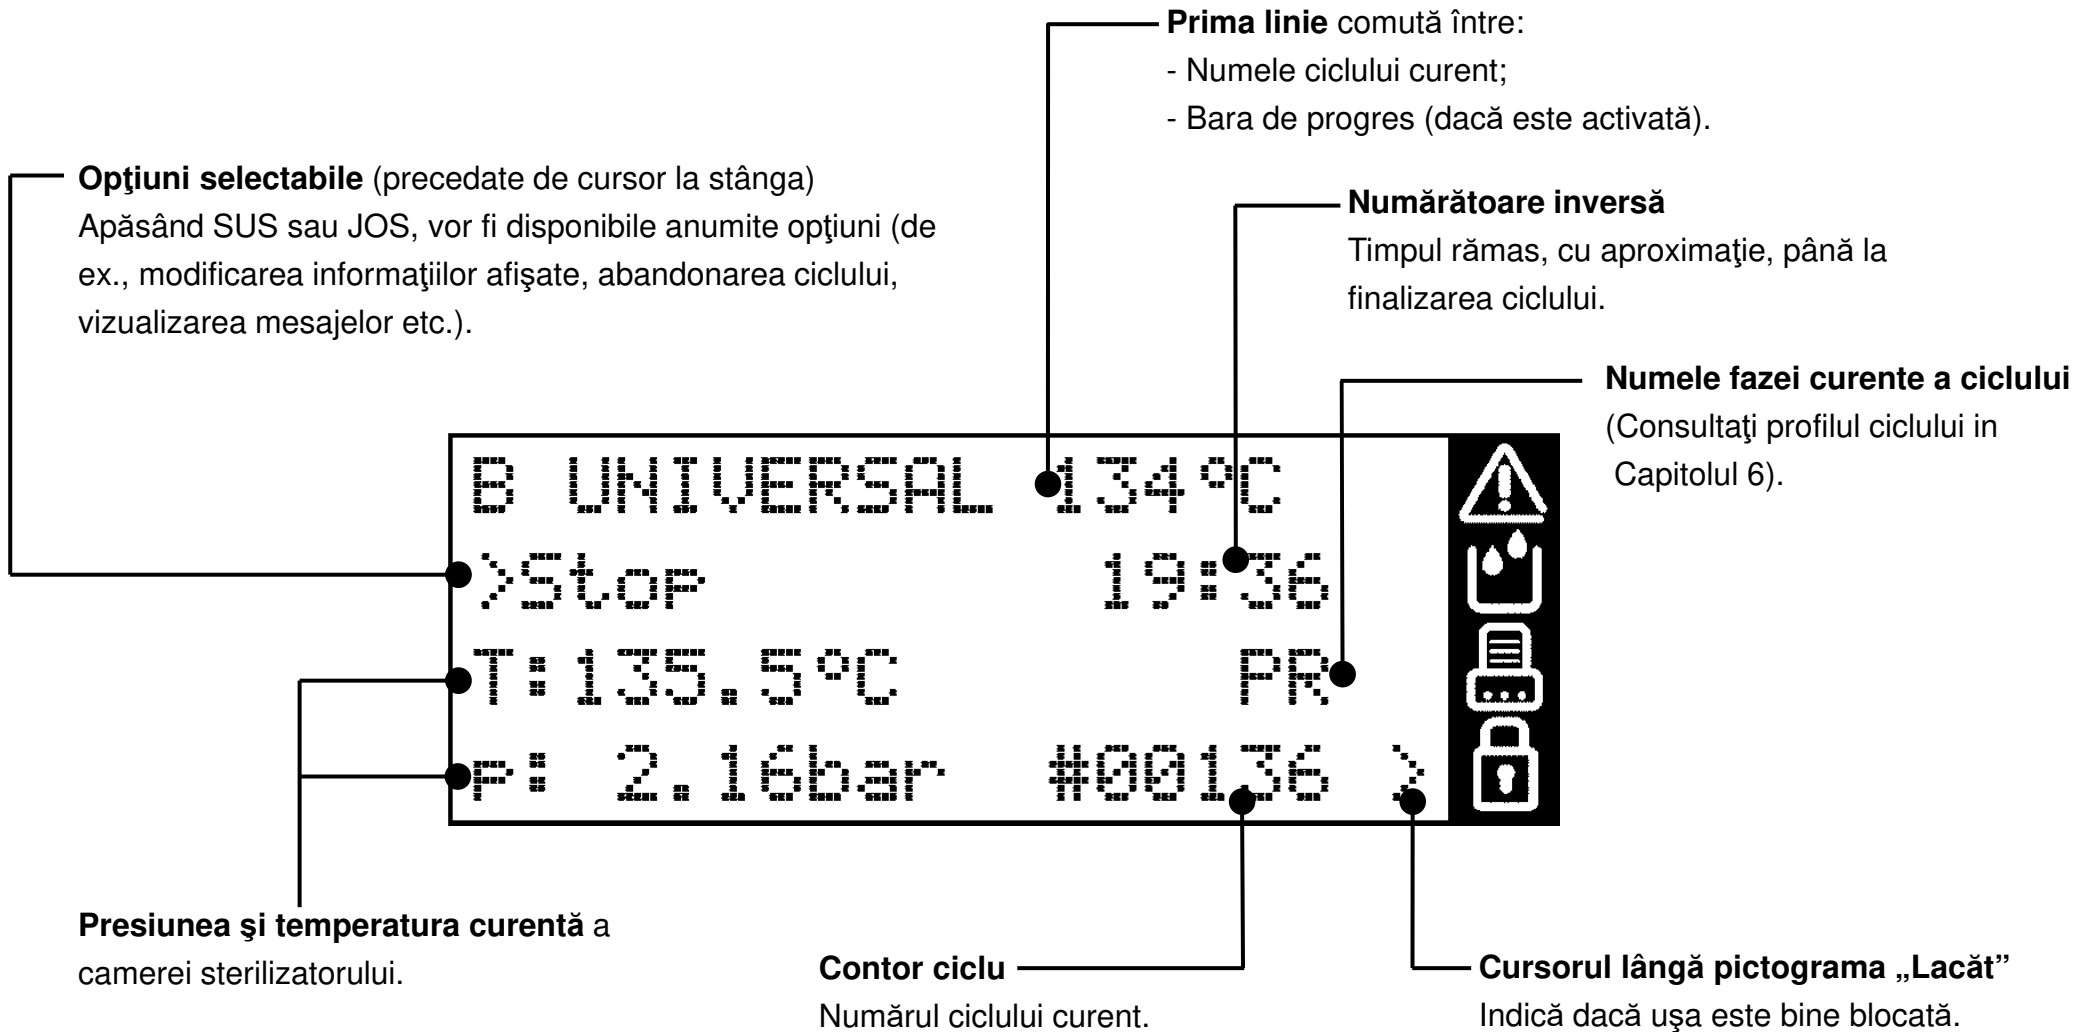 Prima linie comută între:
- Numele ciclului curent;
- Bara de progres (dacă este activată).
Opţiuni selectabile (precedate de cursor la stânga)
Apăsând SUS sau JOS, vor fi disponibile anumite opţiuni (de
ex., modificarea informaţiilor afişate, abandonarea ciclului,
vizualizarea mesajelor etc.).
Numărătoare inversă
Timpul rămas, cu aproximaţie, până la
finalizarea ciclului.
Numele fazei curente a ciclului
(Consultaţi profilul ciclului in
Capitolul 6).
B UNIVERSAL 134ºC
>Stop 19:36
T:135.5ºC PR
p: 2.16bar #00136 >
Presiunea şi temperatura curentă a
camerei sterilizatorului.
Contor ciclu
Numărul ciclului curent.
Cursorul lângă pictograma „Lacăt”
Indică dacă uşa este bine blocată.